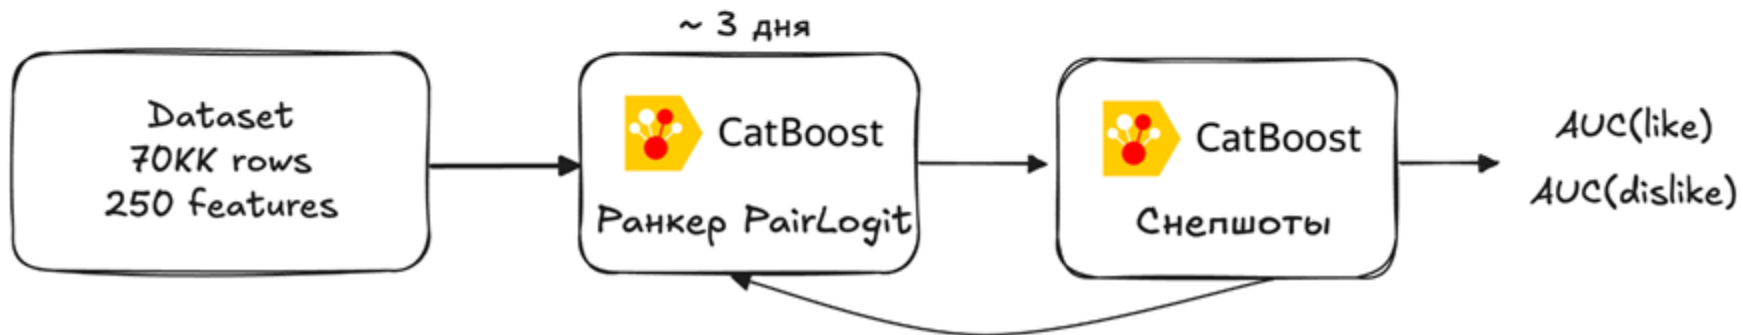 ~ 3 дня
Dataset
70KK rows
250 features
CatBoost
Ранкер PairLogit
CatBoost
Снепшоты
AUC(like)
AUC(dislike)